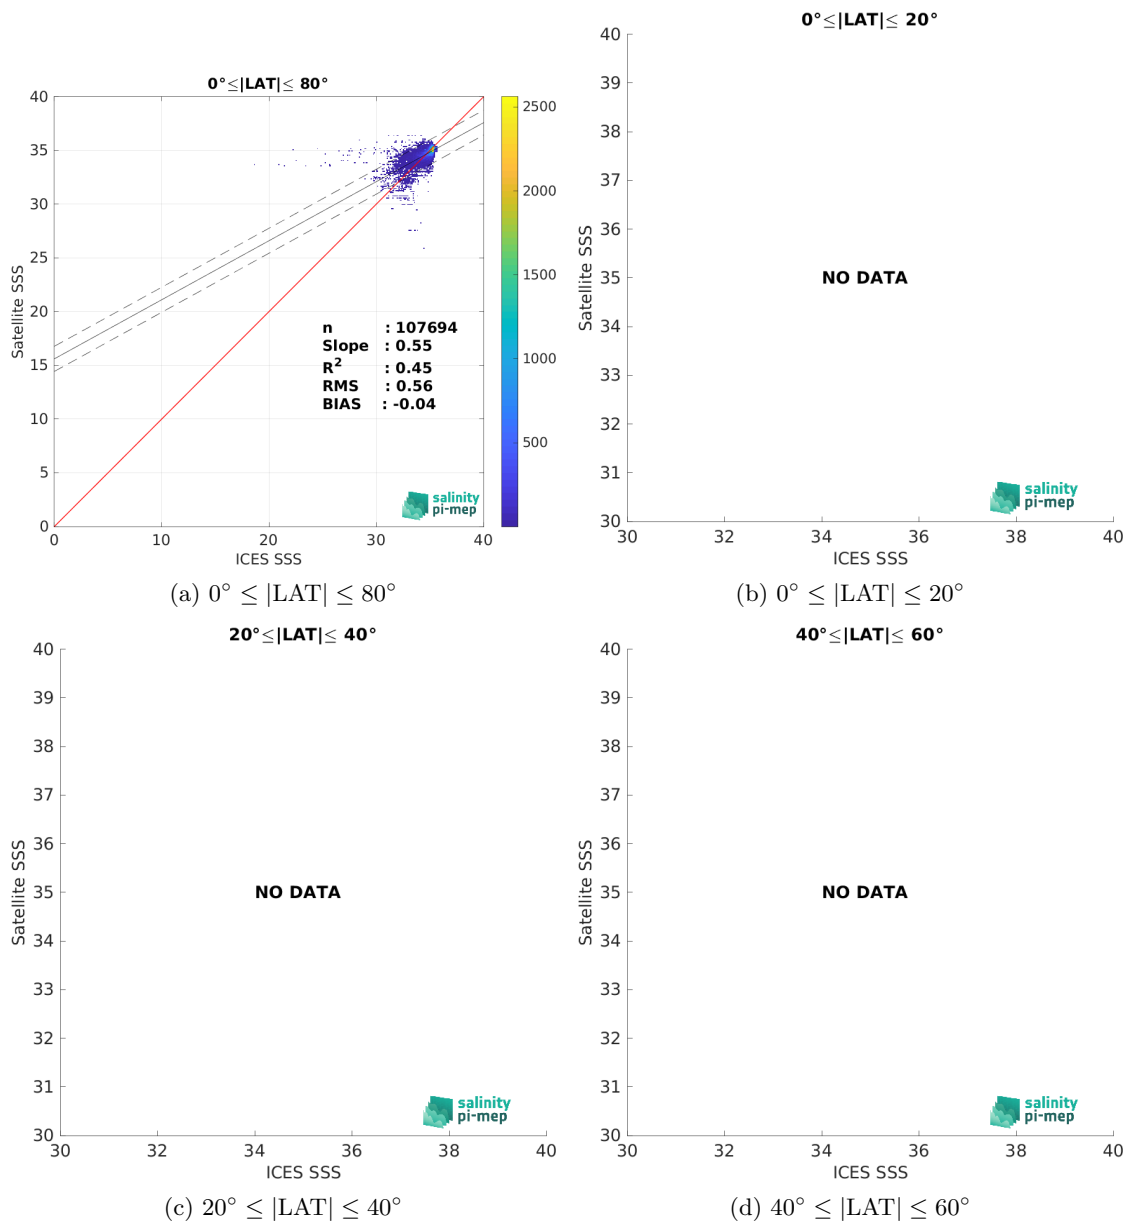 0°≤|LAT|≤ 80°
40
35
30
25
20
15
10
5
0
Satellite SSS
n : 107694
Slope : 0.55
R² : 0.45
RMS : 0.56
BIAS : -0.04
salinity
pi-mep
0 10 20 30 40
ICES SSS
2500
2000
1500
1000
500
(a) 0° ≤ |LAT| ≤ 80°
0°≤|LAT|≤ 20°
40
39
38
37
36
35
34
33
32
31
30
Satellite SSS
NO DATA
salinity
pi-mep
30 32 34 36 38 40
ICES SSS
(b) 0° ≤ |LAT| ≤ 20°
20°≤|LAT|≤ 40°
40
39
38
37
36
35
34
33
32
31
30
Satellite SSS
NO DATA
salinity
pi-mep
30 32 34 36 38 40
ICES SSS
(c) 20° ≤ |LAT| ≤ 40°
40°≤|LAT|≤ 60°
40
39
38
37
36
35
34
33
32
31
30
Satellite SSS
NO DATA
salinity
pi-mep
30 32 34 36 38 40
ICES SSS
(d) 40° ≤ |LAT| ≤ 60°